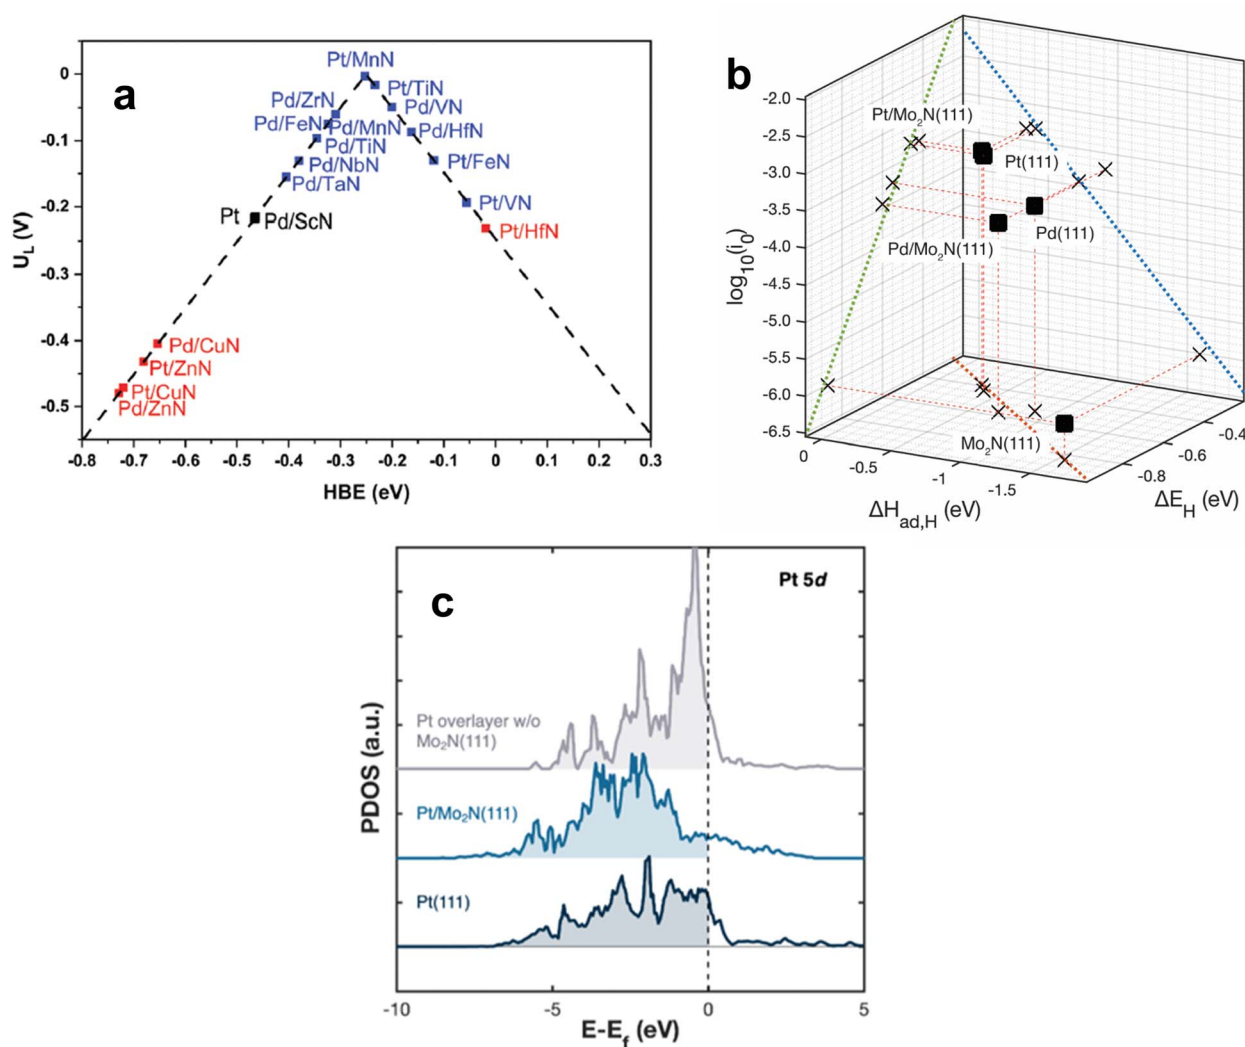 a
Pt/MnN
Pt/TiN
Pd/ZrN
Pd/VN
Pd/FeN
Pd/MnN
Pd/HfN
Pd/TiN
Pd/NbN
Pt/FeN
Pd/TaN
Pt/VN
Pt
Pd/ScN
Pt/HfN
Pd/CuN
Pt/ZnN
Pt/CuN
Pd/ZnN
0
-0.1
-0.2
-0.3
-0.4
-0.5
U_L (V)
-0.8 -0.7 -0.6 -0.5 -0.4 -0.3 -0.2 -0.1 0 0.1 0.2 0.3
HBE (eV)
b
Pt/Mo₂N(111)
Pt(111)
Pd(111)
Pd/Mo₂N(111)
Mo₂N(111)
-2.0
-2.5
-3.0
-3.5
-4.0
-4.5
-5.0
-5.5
-6.0
-6.5
log₁₀(i₀)
0 -0.5 -1 -1.5
ΔH_ad,H (eV)
-0.8 -0.6 -0.4
ΔE_H (eV)
c
Pt 5d
Pt overlayer w/o
Mo₂N(111)
Pt/Mo₂N(111)
Pt(111)
PDOS (a.u.)
-10 -5 0 5
E-E_f (eV)